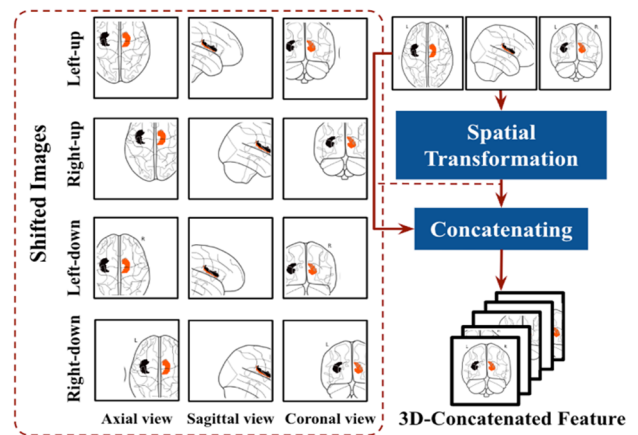 Shifted Images
Left-up
Right-up
Left-down
Right-down
Axial view
Sagittal view
Coronal view
L R
L R
Spatial
Transformation
Concatenating
3D-Concatenated Feature
R
R
L
L